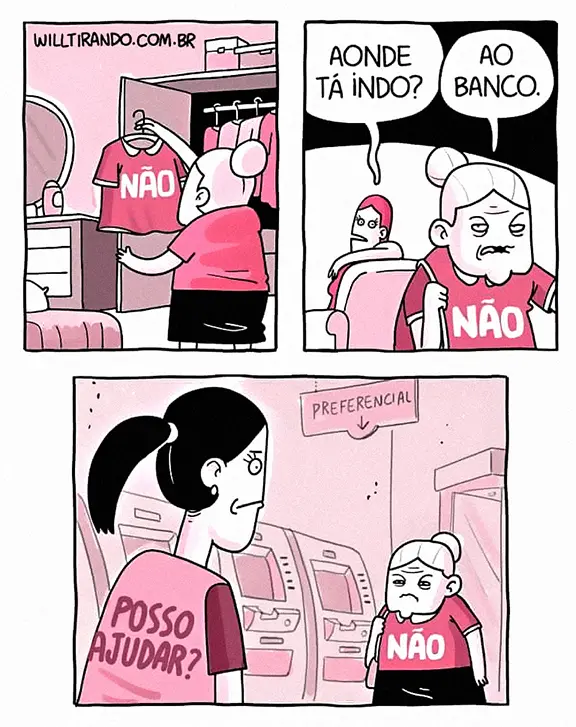 WILLTIRANDO.COM.BR
NÃO
AONDE
TÁ INDO?
AO
BANCO.
NÃO
PREFERENCIAL
POSSO
AJUDAR?
NÃO